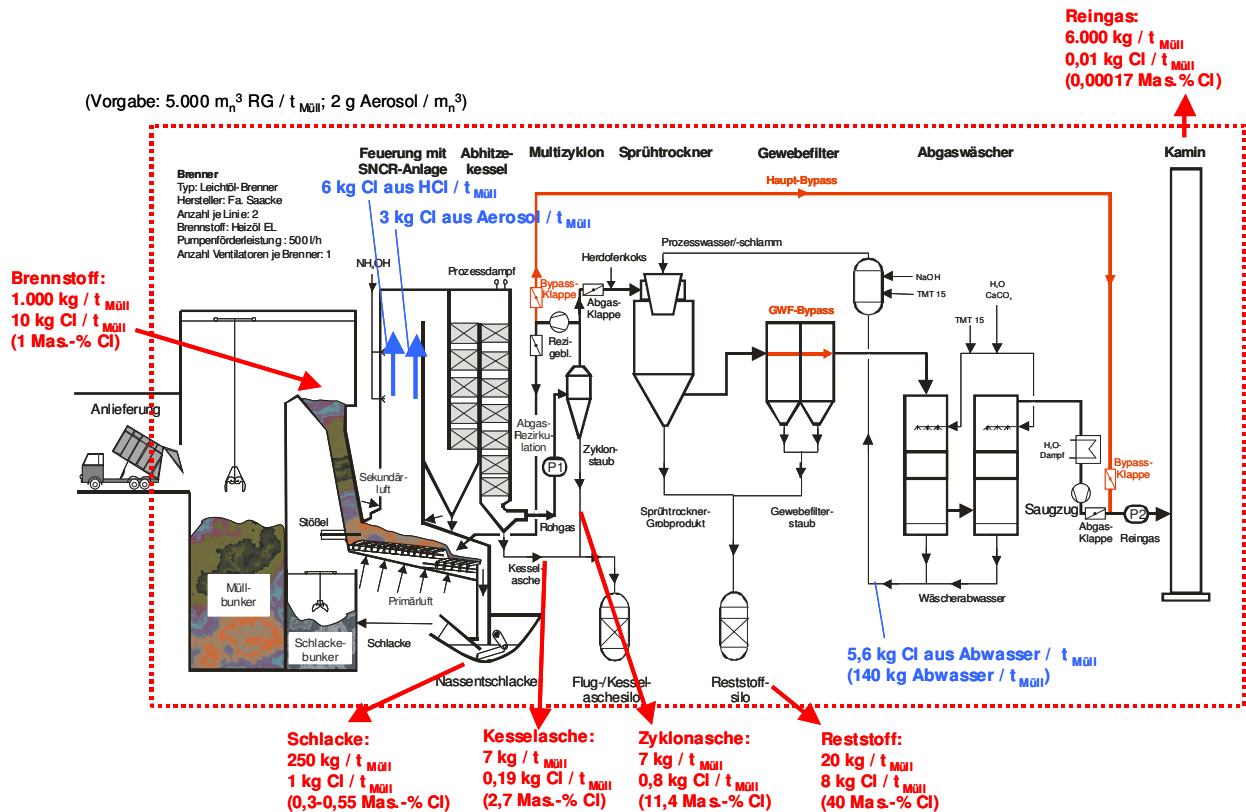 Reingas:
6.000 kg / t Müll
0,01 kg Cl / t Müll
(0,00017 Mas.% Cl)
(Vorgabe: 5.000 mn³ RG / t Müll; 2 g Aerosol / mn³)
Feuerung mit
SNCR-Anlage
Abhitze-
kessel
Multizyklon
Sprühtrockner
Gewebefilter
Abgaswäscher
Kamin
Brenner
Typ: Leichtöl-Brenner
Hersteller: Fa. Saacke
Anzahl je Linie: 2
Brennstoff: Heizöl EL
Pumpenförderleistung : 500 l/h
Anzahl Ventilatoren je Brenner: 1
6 kg Cl aus HCl / t Müll
3 kg Cl aus Aerosol / t Müll
Haupt-Bypass
Prozesswasser/-schlamm
Herdofenkoks
NH4OH
Prozessdampf
Bypass-
Klappe
Abgas-
Klappe
NaOH
TMT 15
H2O
CaCO3
TMT 15
GWF-Bypass
Brennstoff:
1.000 kg / t Müll
10 kg Cl / t Müll
(1 Mas.-% Cl)
Rezi-
gebl.
Anlieferung
Abgas-
Rezirku-
lation
P1
Zyklon-
staub
H2O-
Dampf
Bypass-
Klappe
Sekundär-
luft
Stößel
Rohgas
Sprühtrockner-
Grobprodukt
Gewebefilter-
staub
Saugzug
Abgas-
Klappe
P2
Reingas
Kessel-
asche
Müll-
bunker
Primärluft
Wäscherabwasser
Schlacke-
bunker
Schlacke
5,6 kg Cl aus Abwasser / t Müll
(140 kg Abwasser / t Müll)
Nassentschlacker
Flug-/Kessel-
aschesilo
Reststoff-
silo
Schlacke:
250 kg / t Müll
1 kg Cl / t Müll
(0,3-0,55 Mas.-% Cl)
Kesselasche:
7 kg / t Müll
0,19 kg Cl / t Müll
(2,7 Mas.-% Cl)
Zyklonasche:
7 kg / t Müll
0,8 kg Cl / t Müll
(11,4 Mas.-% Cl)
Reststoff:
20 kg / t Müll
8 kg Cl / t Müll
(40 Mas.-% Cl)